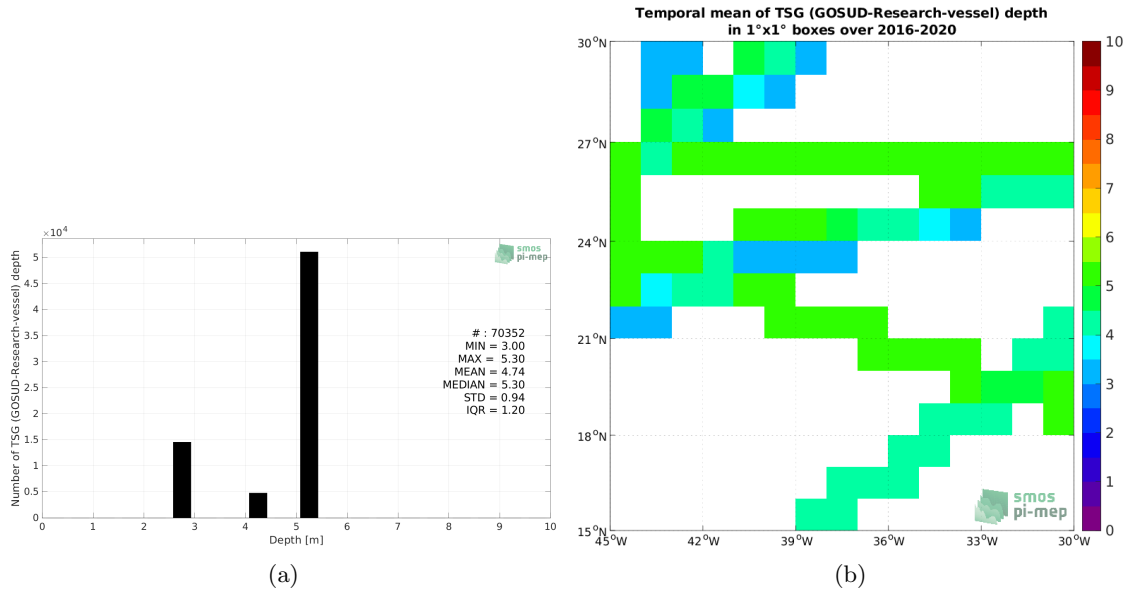 ×10⁴
5
4.5
4
3.5
3
2.5
2
1.5
1
0.5
0
0 1 2 3 4 5 6 7 8 9 10
Number of TSG (GOSUD-Research-vessel) depth
Depth [m]
smos
pi-mep
# : 70352
MIN = 3.00
MAX = 5.30
MEAN = 4.74
MEDIAN = 5.30
STD = 0.94
IQR = 1.20
(a)
Temporal mean of TSG (GOSUD-Research-vessel) depth
in 1°x1° boxes over 2016-2020
30°N
27°N
24°N
21°N
18°N
15°N
45°W 42°W 39°W 36°W 33°W 30°W
smos
pi-mep
10
9
8
7
6
5
4
3
2
1
0
(b)